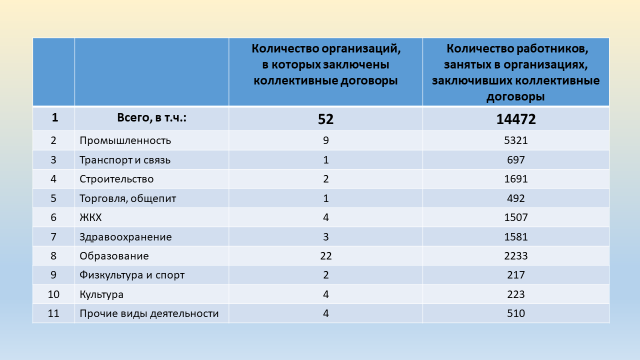 Количество организаций,
в которых заключены
коллективные договоры
Количество работников,
занятых в организациях,
заключивших коллективные
договоры
1 Всего, в т.ч.: 52 14472
2 Промышленность 9 5321
3 Транспорт и связь 1 697
4 Строительство 2 1691
5 Торговля, общепит 1 492
6 ЖКХ 4 1507
7 Здравоохранение 3 1581
8 Образование 22 2233
9 Физкультура и спорт 2 217
10 Культура 4 223
11 Прочие виды деятельности 4 510